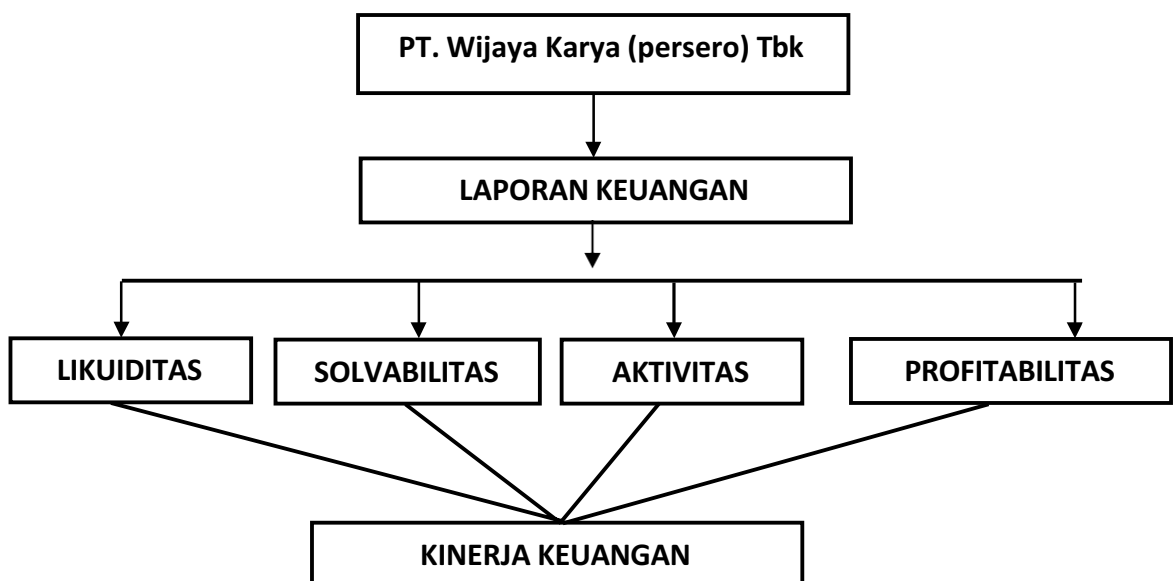 PT. Wijaya Karya (persero) Tbk
LAPORAN KEUANGAN
LIKUIDITAS
SOLVABILITAS
AKTIVITAS
PROFITABILITAS
KINERJA KEUANGAN